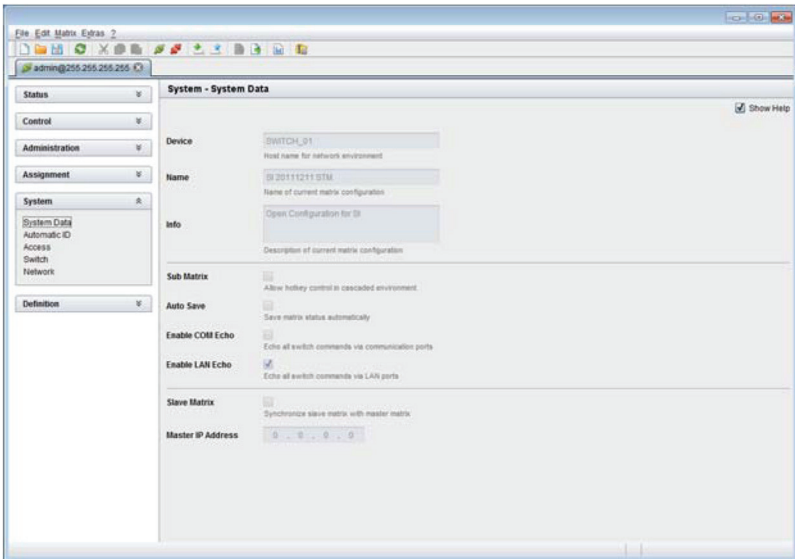 File Edit Matrix Extras ?
admin@255.255.255.255
Status
Control
Administration
Assignment
System
System Data
Automatic ID
Access
Switch
Network
Definition
System - System Data
Show Help
Device SWITCH_01
Host name for network environment
Name SI 20111211 STM
Name of current matrix configuration
Info Open Configuration for SI
Description of current matrix configuration
Sub Matrix
Allow hotkey control in cascaded environment
Auto Save
Save matrix status automatically
Enable COM Echo
Echo all switch commands via communication ports
Enable LAN Echo
Echo all switch commands via LAN ports
Slave Matrix
Synchronize slave matrix with master matrix
Master IP Address 0 . 0 . 0 . 0